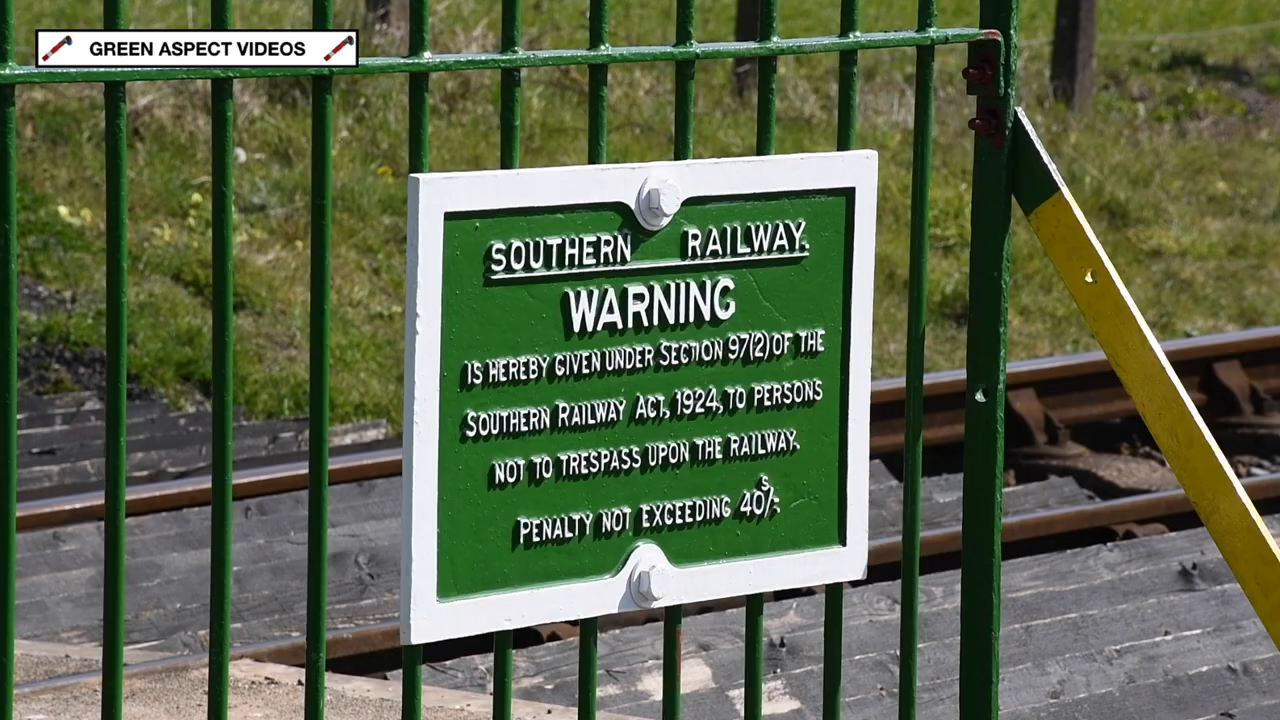 GREEN ASPECT VIDEOS
SOUTHERN RAILWAY.
WARNING
IS HEREBY GIVEN UNDER SECTION 97(2) OF THE
SOUTHERN RAILWAY ACT, 1924, TO PERSONS
NOT TO TRESPASS UPON THE RAILWAY.
PENALTY NOT EXCEEDING 40S/-.